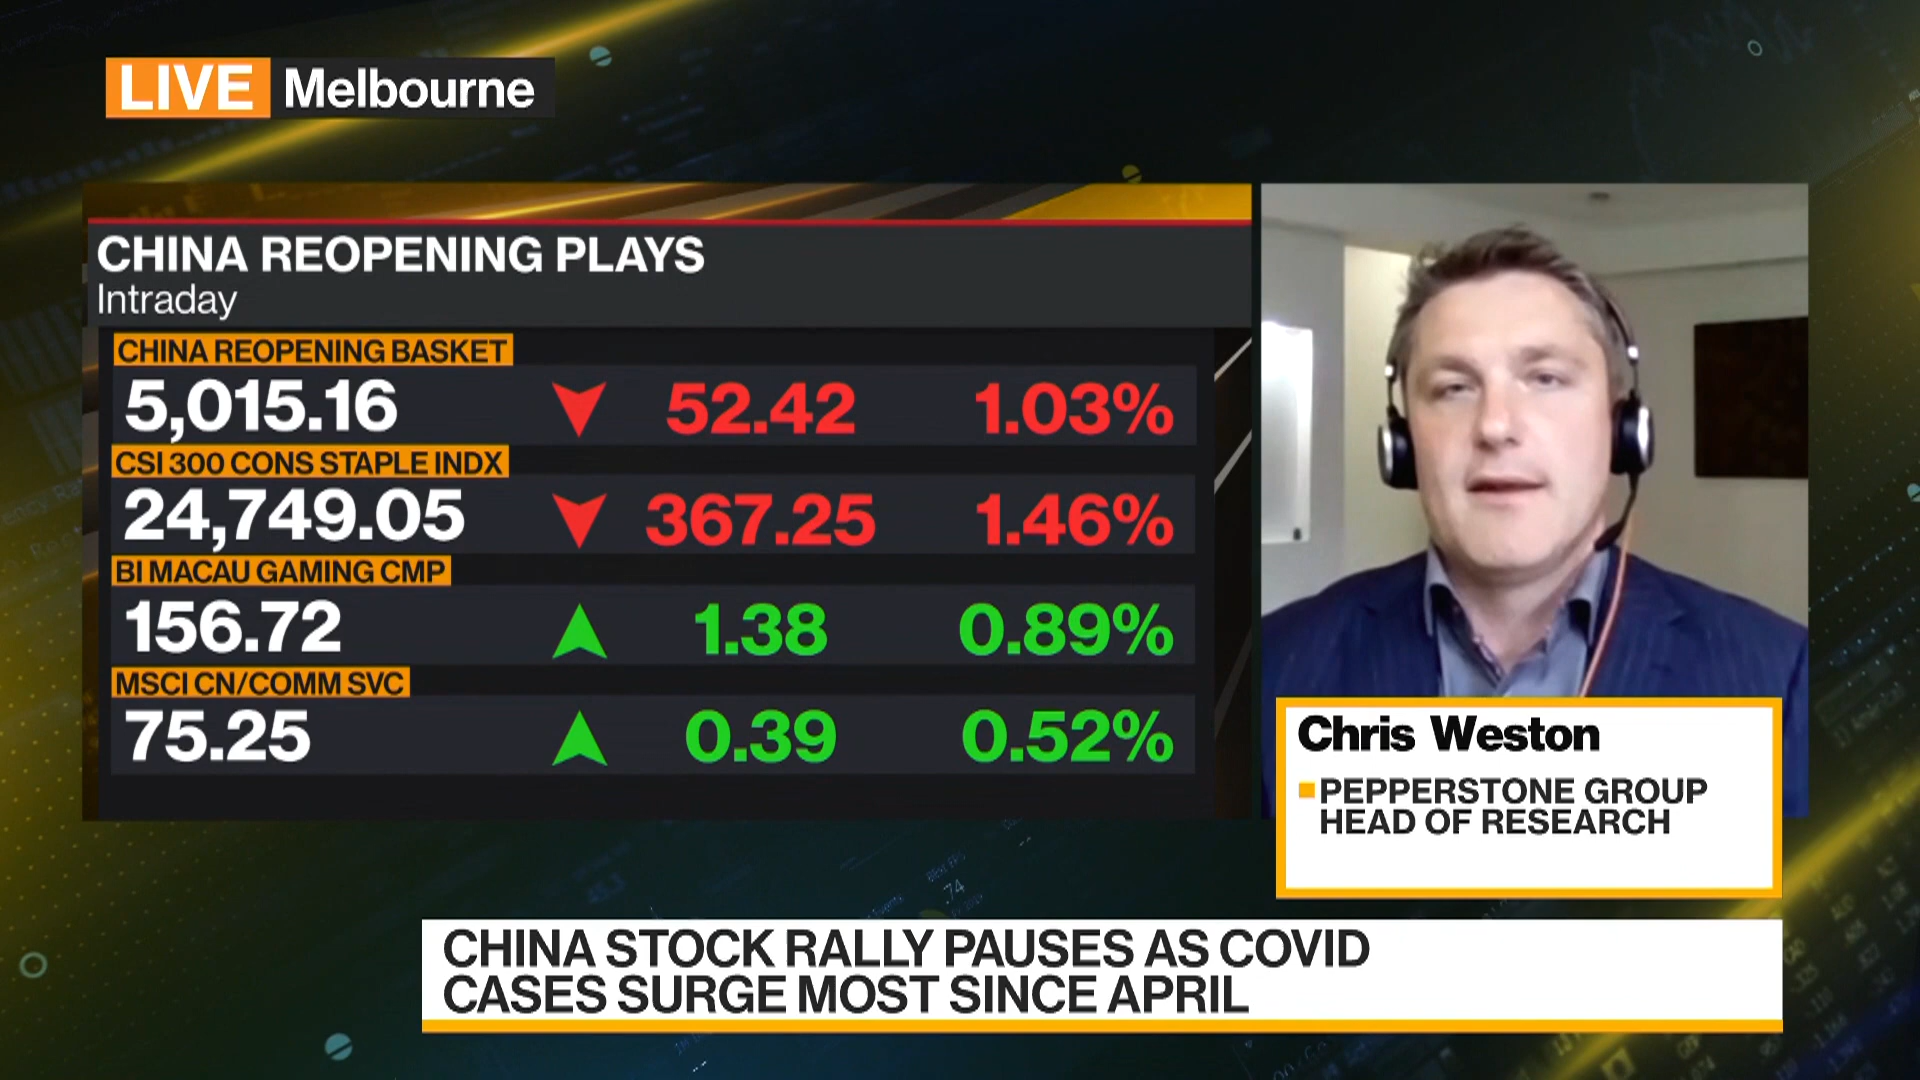 LIVE Melbourne
CHINA REOPENING PLAYS
Intraday
CHINA REOPENING BASKET
5,015.16 52.42 1.03%
CSI 300 CONS STAPLE INDX
24,749.05 367.25 1.46%
BI MACAU GAMING CMP
156.72 1.38 0.89%
MSCI CN/COMM SVC
75.25 0.39 0.52%
Chris Weston
PEPPERSTONE GROUP
HEAD OF RESEARCH
CHINA STOCK RALLY PAUSES AS COVID
CASES SURGE MOST SINCE APRIL